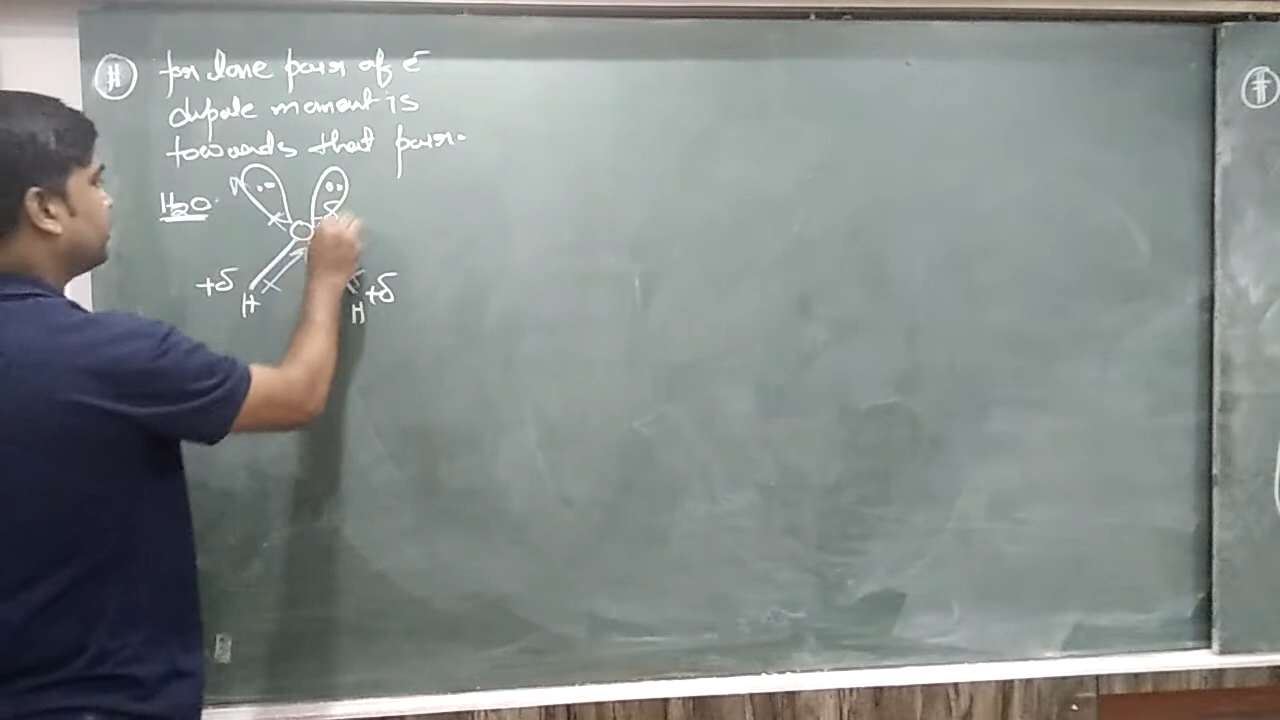 # for lone pair of e-
dipole moment is
towards that pair.
H2O.
O
+δ +δ
H H
#